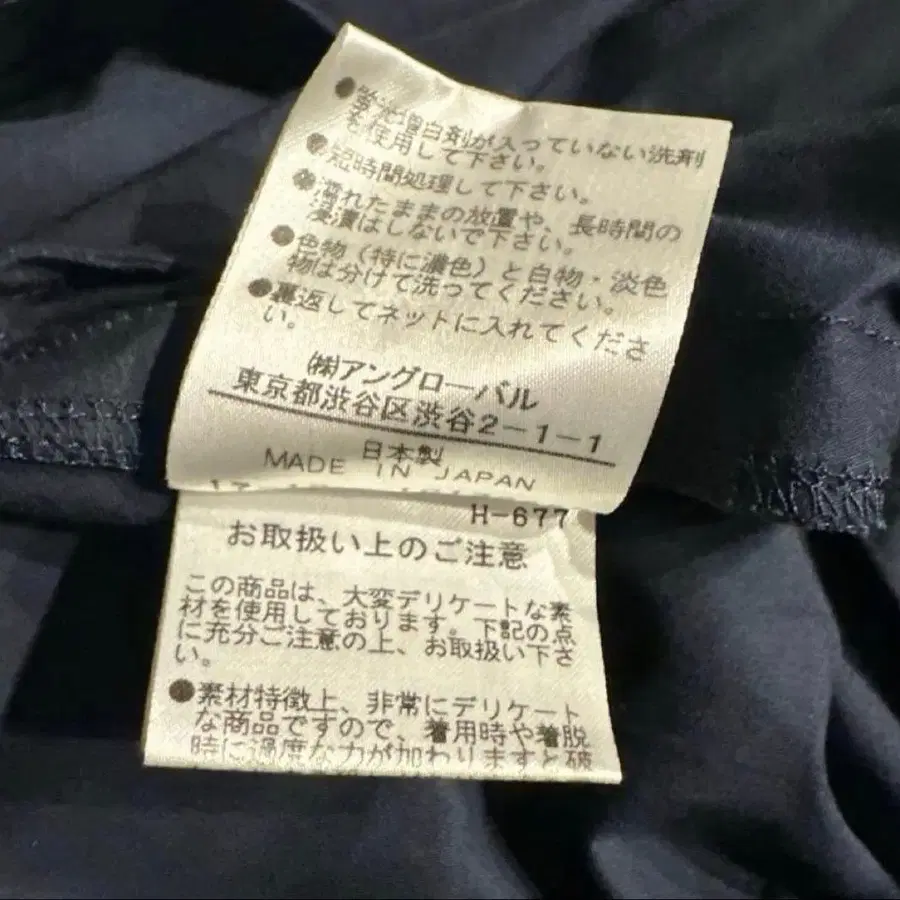 ●蛍光増白剤が入っていない洗剤
を使用して下さい。
●短時間処理して下さい。
●濡れたままの放置や、長時間の
浸漬はしないで下さい。
●色物(特に濃色)と白物・淡色
物は分けて洗ってください。
●裏返してネットに入れてくださ
い。
㈱アングローバル
東京都渋谷区渋谷2-1-1
日本製
MADE IN JAPAN
H-677
お取扱い上のご注意
この商品は、大変デリケートな素
材を使用しております。下記の点
に充分ご注意の上、お取扱い下さ
い。
●素材特徴上、非常にデリケート
な商品ですので、着用時や着脱
時に過度な力が加わりますと破